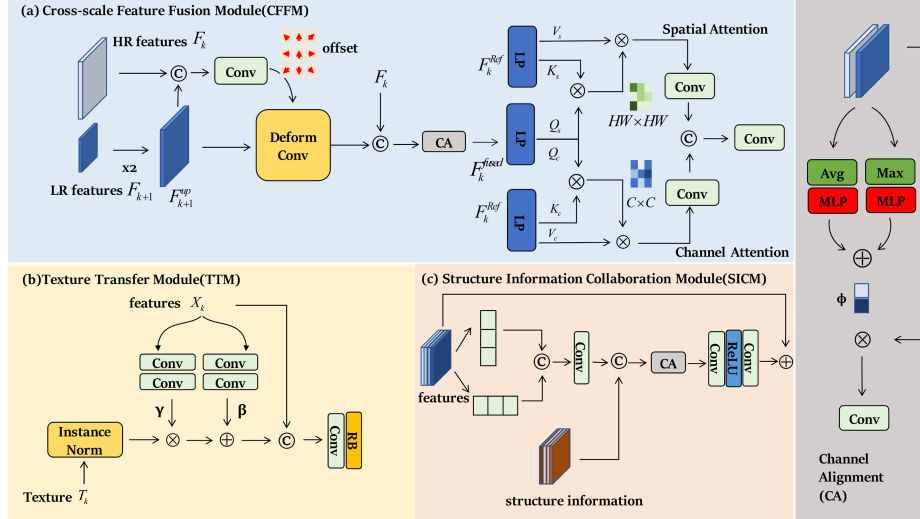 (a) Cross-scale Feature Fusion Module(CFFM)
HR features F_k
offset
Conv
©
Deform
Conv
LR features F_{k+1}
x2
F_{k+1}^{up}
F_k
©
CA
F_k^{fused}
F_k^{Ref}
LP
V_s
K_s
LP
Q_s
Q_c
F_k^{Ref}
LP
K_c
V_c
⊗
⊗
⊗
⊗
Spatial Attention
HW×HW
C×C
Conv
©
Conv
Conv
Channel Attention
(b)Texture Transfer Module(TTM)
features X_k
Conv
Conv
Conv
Conv
γ
β
Instance
Norm
⊗
⊕
©
Conv
RB
Texture T_k
(c) Structure Information Collaboration Module(SICM)
features
©
Conv
©
CA
Conv
ReLU
Conv
⊕
structure information
Avg
Max
MLP
MLP
⊕
ϕ
⊗
Conv
Channel
Alignment
(CA)